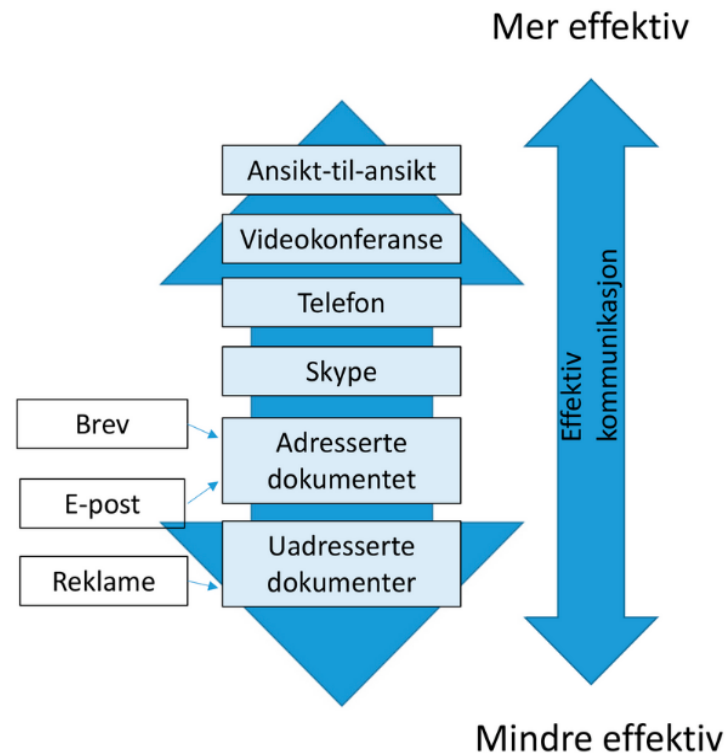 Mer effektiv
Ansikt-til-ansikt
Videokonferanse
Telefon
Skype
Brev
Adresserte
dokumentet
E-post
Uadresserte
dokumenter
Reklame
Effektiv
kommunikasjon
Mindre effektiv